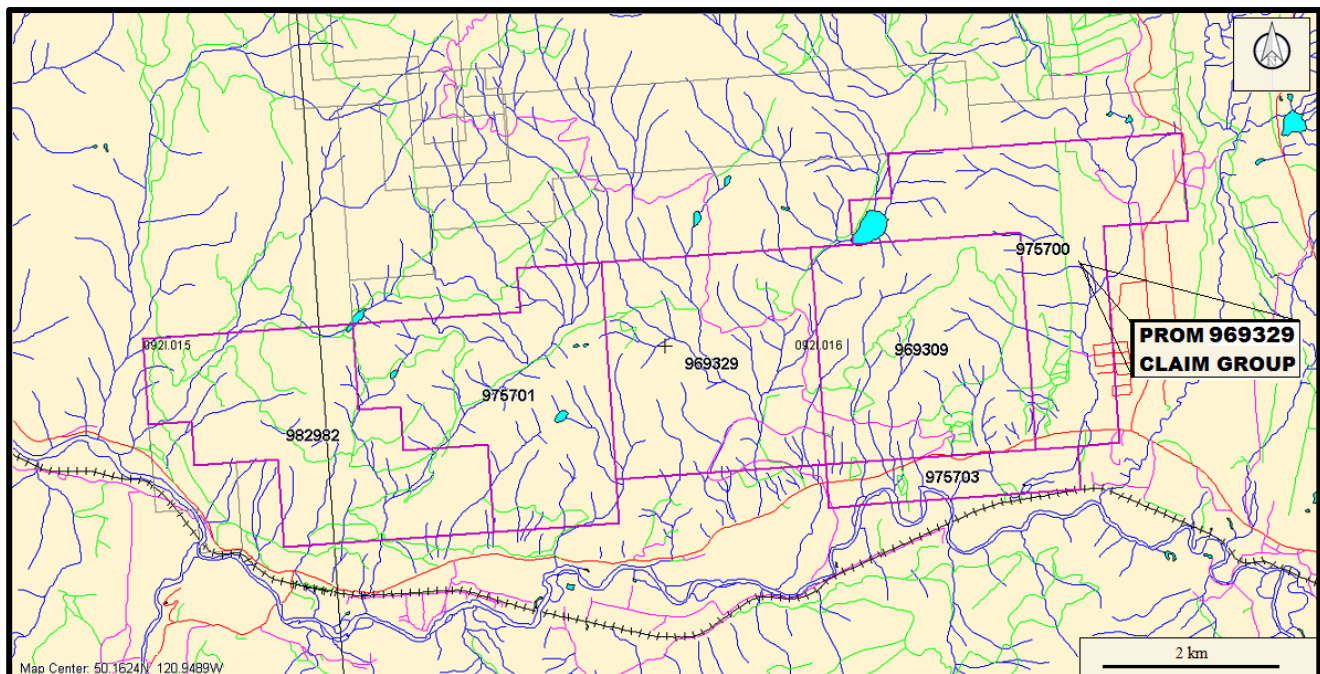 975700
PROM 969329
CLAIM GROUP
092I.015
092I.016
969309
969329
975701
982982
975703
2 km
Map Center: 50.1624N 120.9489W